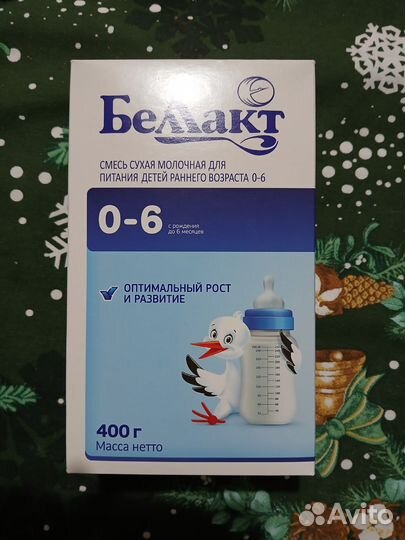 Беллакт
СМЕСЬ СУХАЯ МОЛОЧНАЯ ДЛЯ
ПИТАНИЯ ДЕТЕЙ РАННЕГО ВОЗРАСТА 0-6
0-6
с рождения
до 6 месяцев
ОПТИМАЛЬНЫЙ РОСТ
И РАЗВИТИЕ
400 г
Масса нетто
Avito